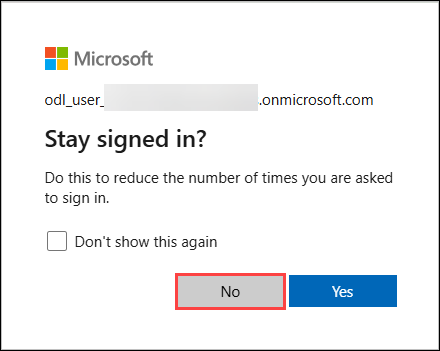 Microsoft
odl_user_ .onmicrosoft.com
Stay signed in?
Do this to reduce the number of times you are asked
to sign in.
Don't show this again
No
Yes